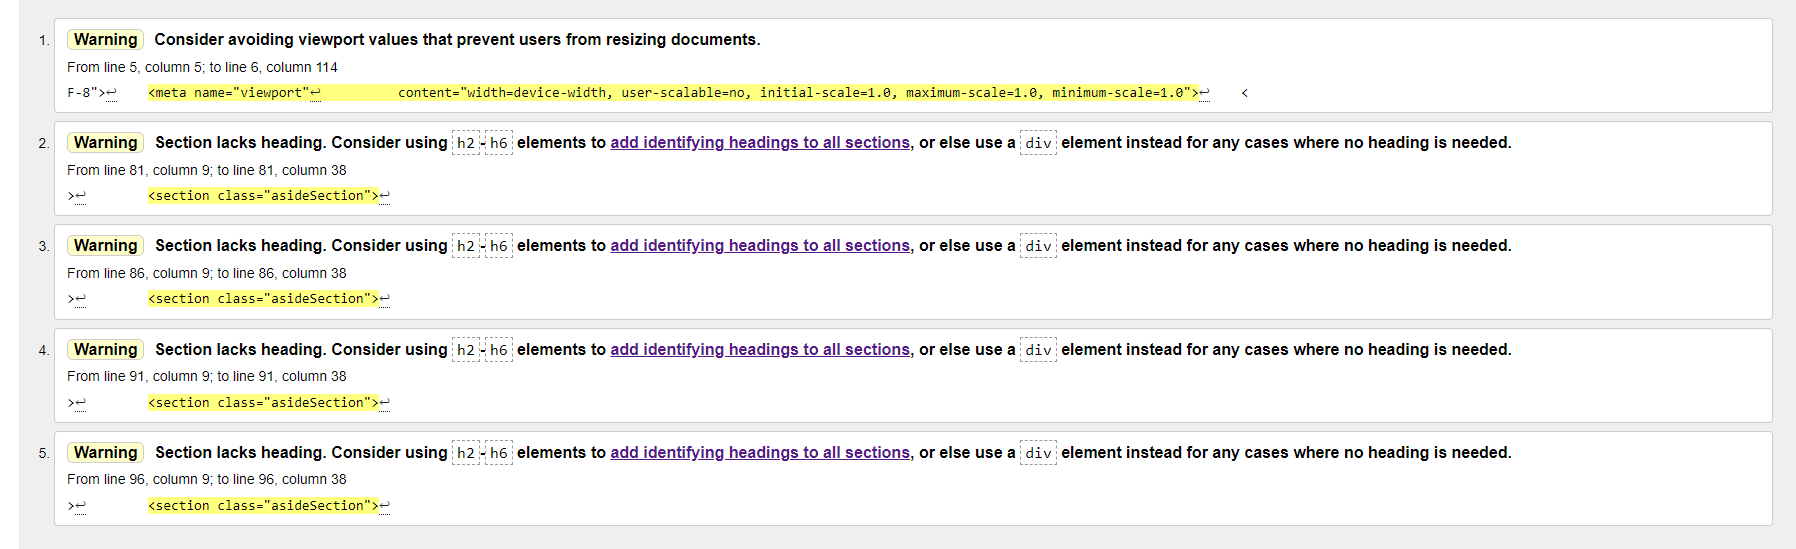 1. Warning Consider avoiding viewport values that prevent users from resizing documents.
From line 5, column 5; to line 6, column 114
F-8">↩ <meta name="viewport"↩ content="width=device-width, user-scalable=no, initial-scale=1.0, maximum-scale=1.0, minimum-scale=1.0">↩ <
2. Warning Section lacks heading. Consider using h2-h6 elements to add identifying headings to all sections, or else use a div element instead for any cases where no heading is needed.
From line 81, column 9; to line 81, column 38
>↩ <section class="asideSection">↩
3. Warning Section lacks heading. Consider using h2-h6 elements to add identifying headings to all sections, or else use a div element instead for any cases where no heading is needed.
From line 86, column 9; to line 86, column 38
>↩ <section class="asideSection">↩
4. Warning Section lacks heading. Consider using h2-h6 elements to add identifying headings to all sections, or else use a div element instead for any cases where no heading is needed.
From line 91, column 9; to line 91, column 38
>↩ <section class="asideSection">↩
5. Warning Section lacks heading. Consider using h2-h6 elements to add identifying headings to all sections, or else use a div element instead for any cases where no heading is needed.
From line 96, column 9; to line 96, column 38
>↩ <section class="asideSection">↩